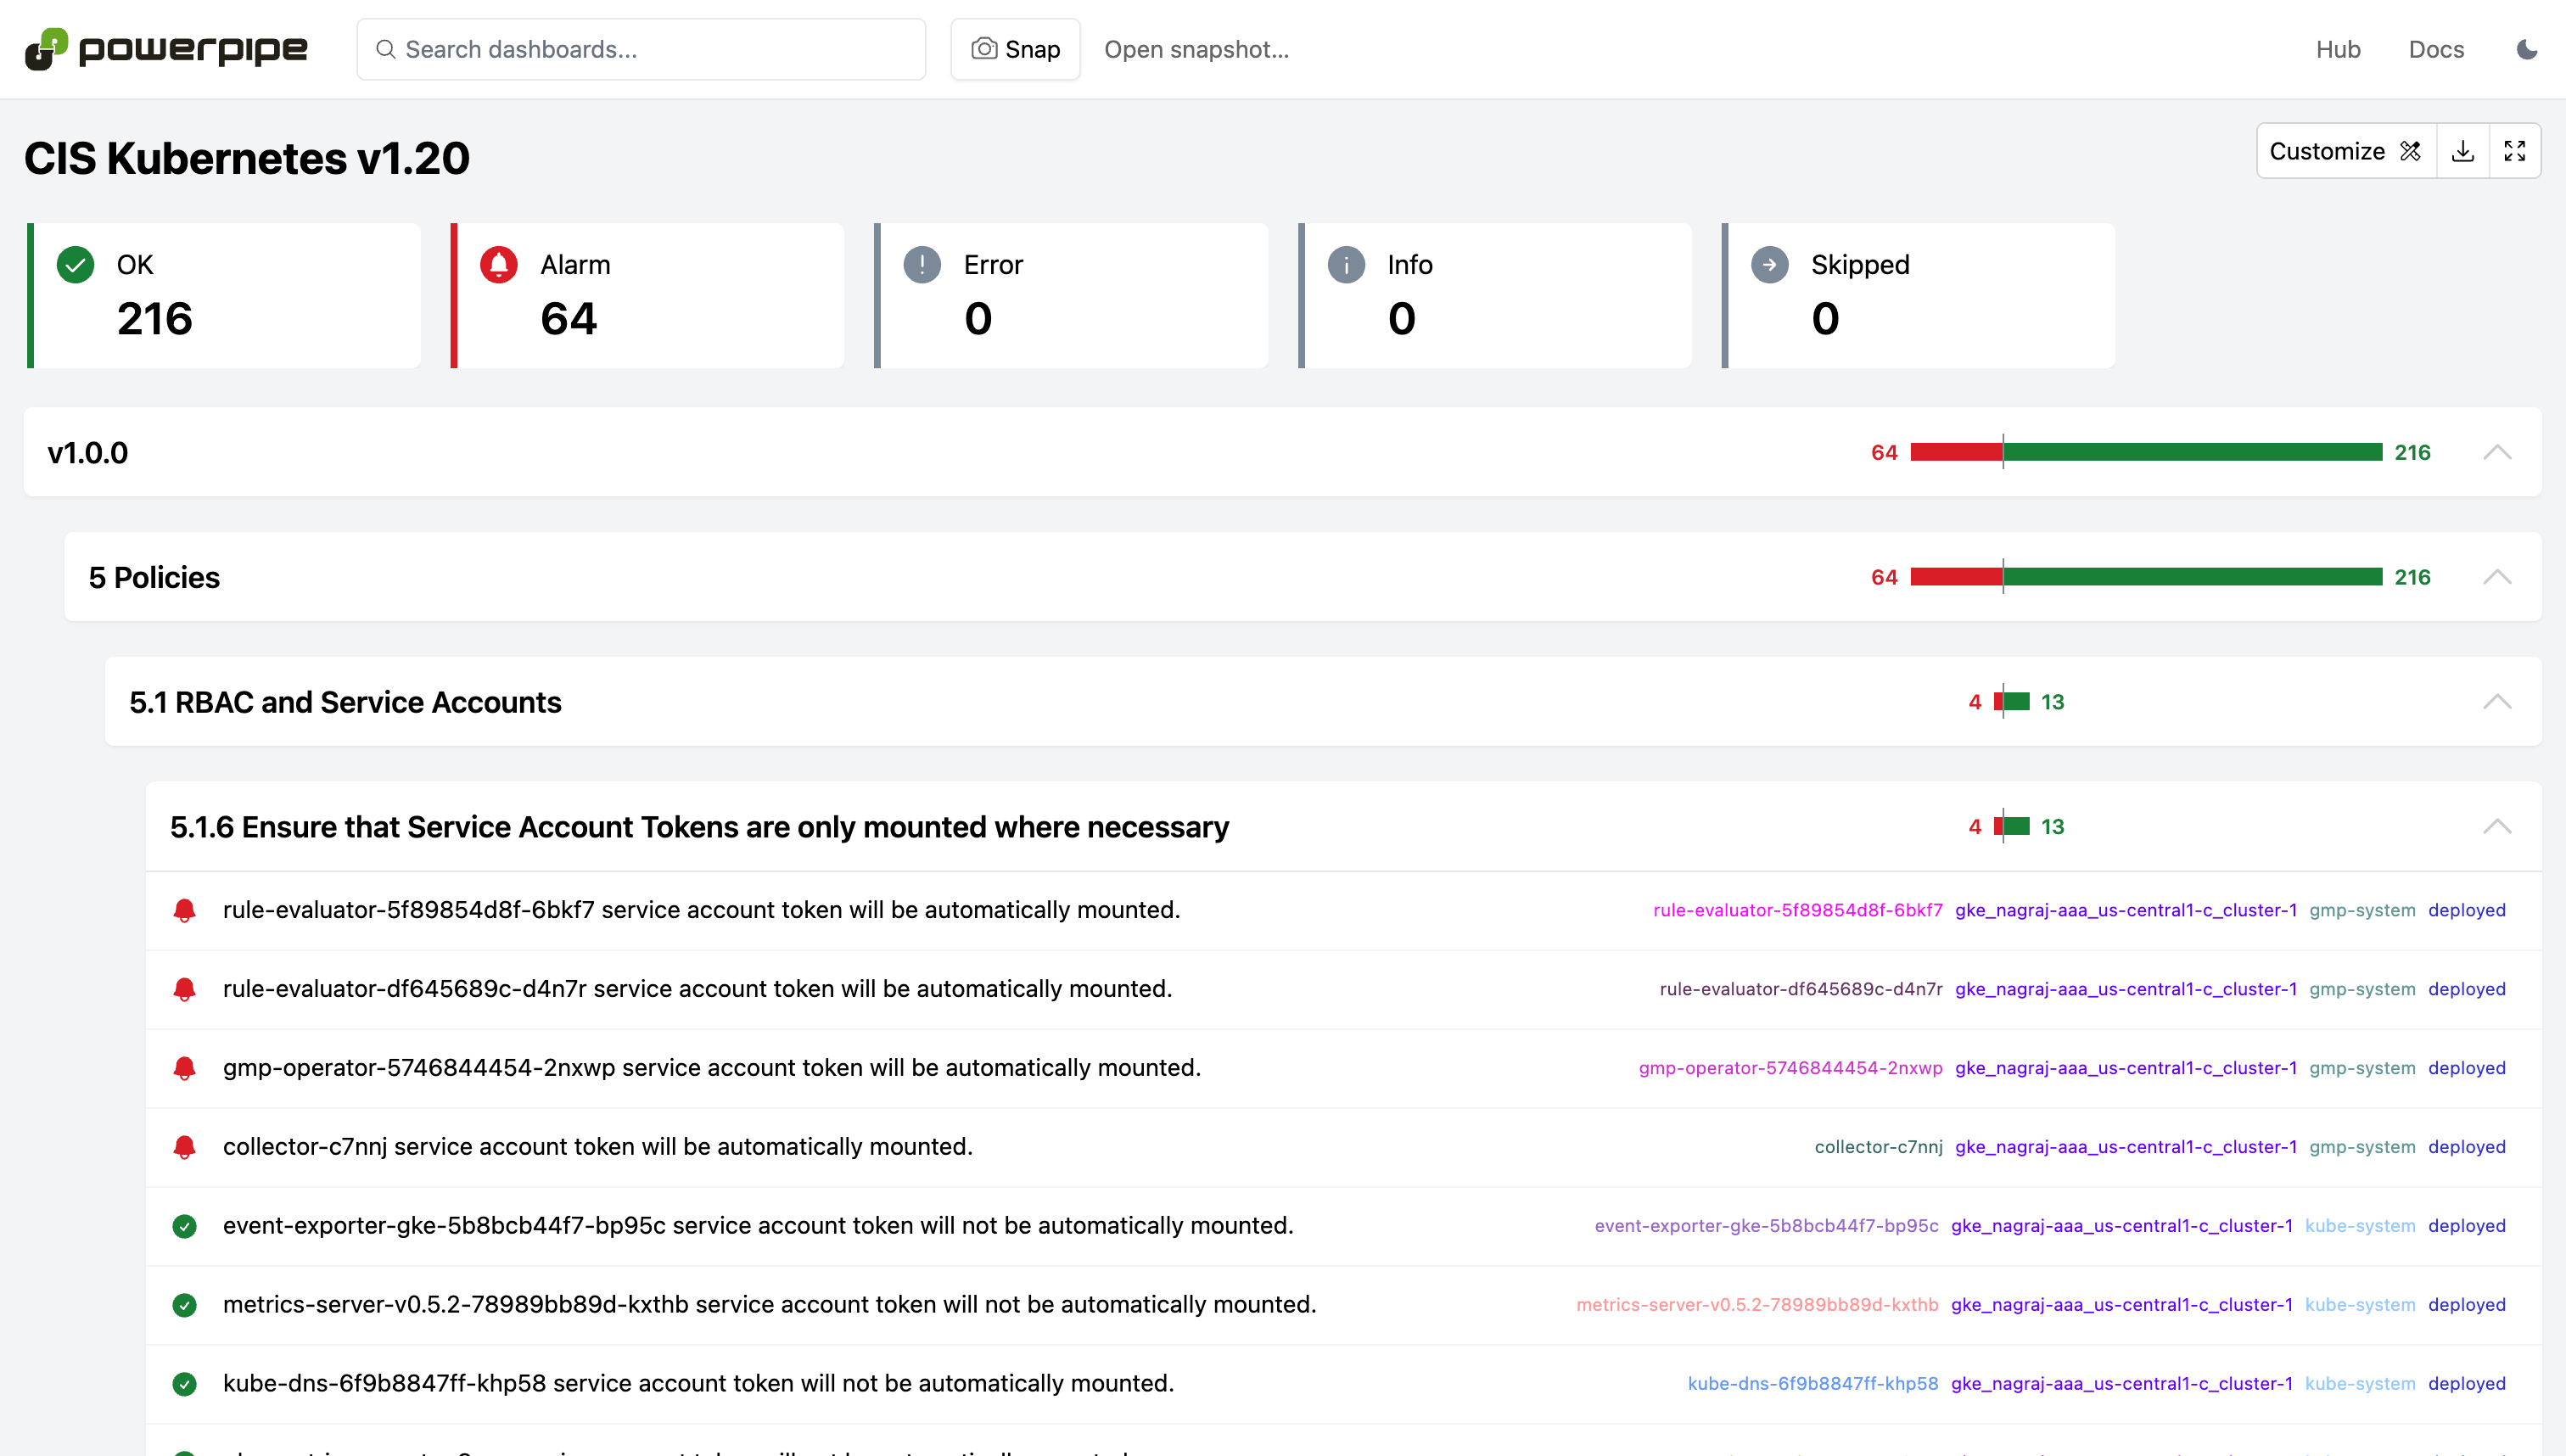 powerpipe
Search dashboards...
Snap
Open snapshot...
Hub
Docs
CIS Kubernetes v1.20
Customize
OK
216
Alarm
64
Error
0
Info
0
Skipped
0
v1.0.0
64
216
5 Policies
64
216
5.1 RBAC and Service Accounts
4
13
5.1.6 Ensure that Service Account Tokens are only mounted where necessary
4
13
rule-evaluator-5f89854d8f-6bkf7 service account token will be automatically mounted.
rule-evaluator-5f89854d8f-6bkf7 gke_nagraj-aaa_us-central1-c_cluster-1 gmp-system deployed
rule-evaluator-df645689c-d4n7r service account token will be automatically mounted.
rule-evaluator-df645689c-d4n7r gke_nagraj-aaa_us-central1-c_cluster-1 gmp-system deployed
gmp-operator-5746844454-2nxwp service account token will be automatically mounted.
gmp-operator-5746844454-2nxwp gke_nagraj-aaa_us-central1-c_cluster-1 gmp-system deployed
collector-c7nnj service account token will be automatically mounted.
collector-c7nnj gke_nagraj-aaa_us-central1-c_cluster-1 gmp-system deployed
event-exporter-gke-5b8bcb44f7-bp95c service account token will not be automatically mounted.
event-exporter-gke-5b8bcb44f7-bp95c gke_nagraj-aaa_us-central1-c_cluster-1 kube-system deployed
metrics-server-v0.5.2-78989bb89d-kxthb service account token will not be automatically mounted.
metrics-server-v0.5.2-78989bb89d-kxthb gke_nagraj-aaa_us-central1-c_cluster-1 kube-system deployed
kube-dns-6f9b8847ff-khp58 service account token will not be automatically mounted.
kube-dns-6f9b8847ff-khp58 gke_nagraj-aaa_us-central1-c_cluster-1 kube-system deployed